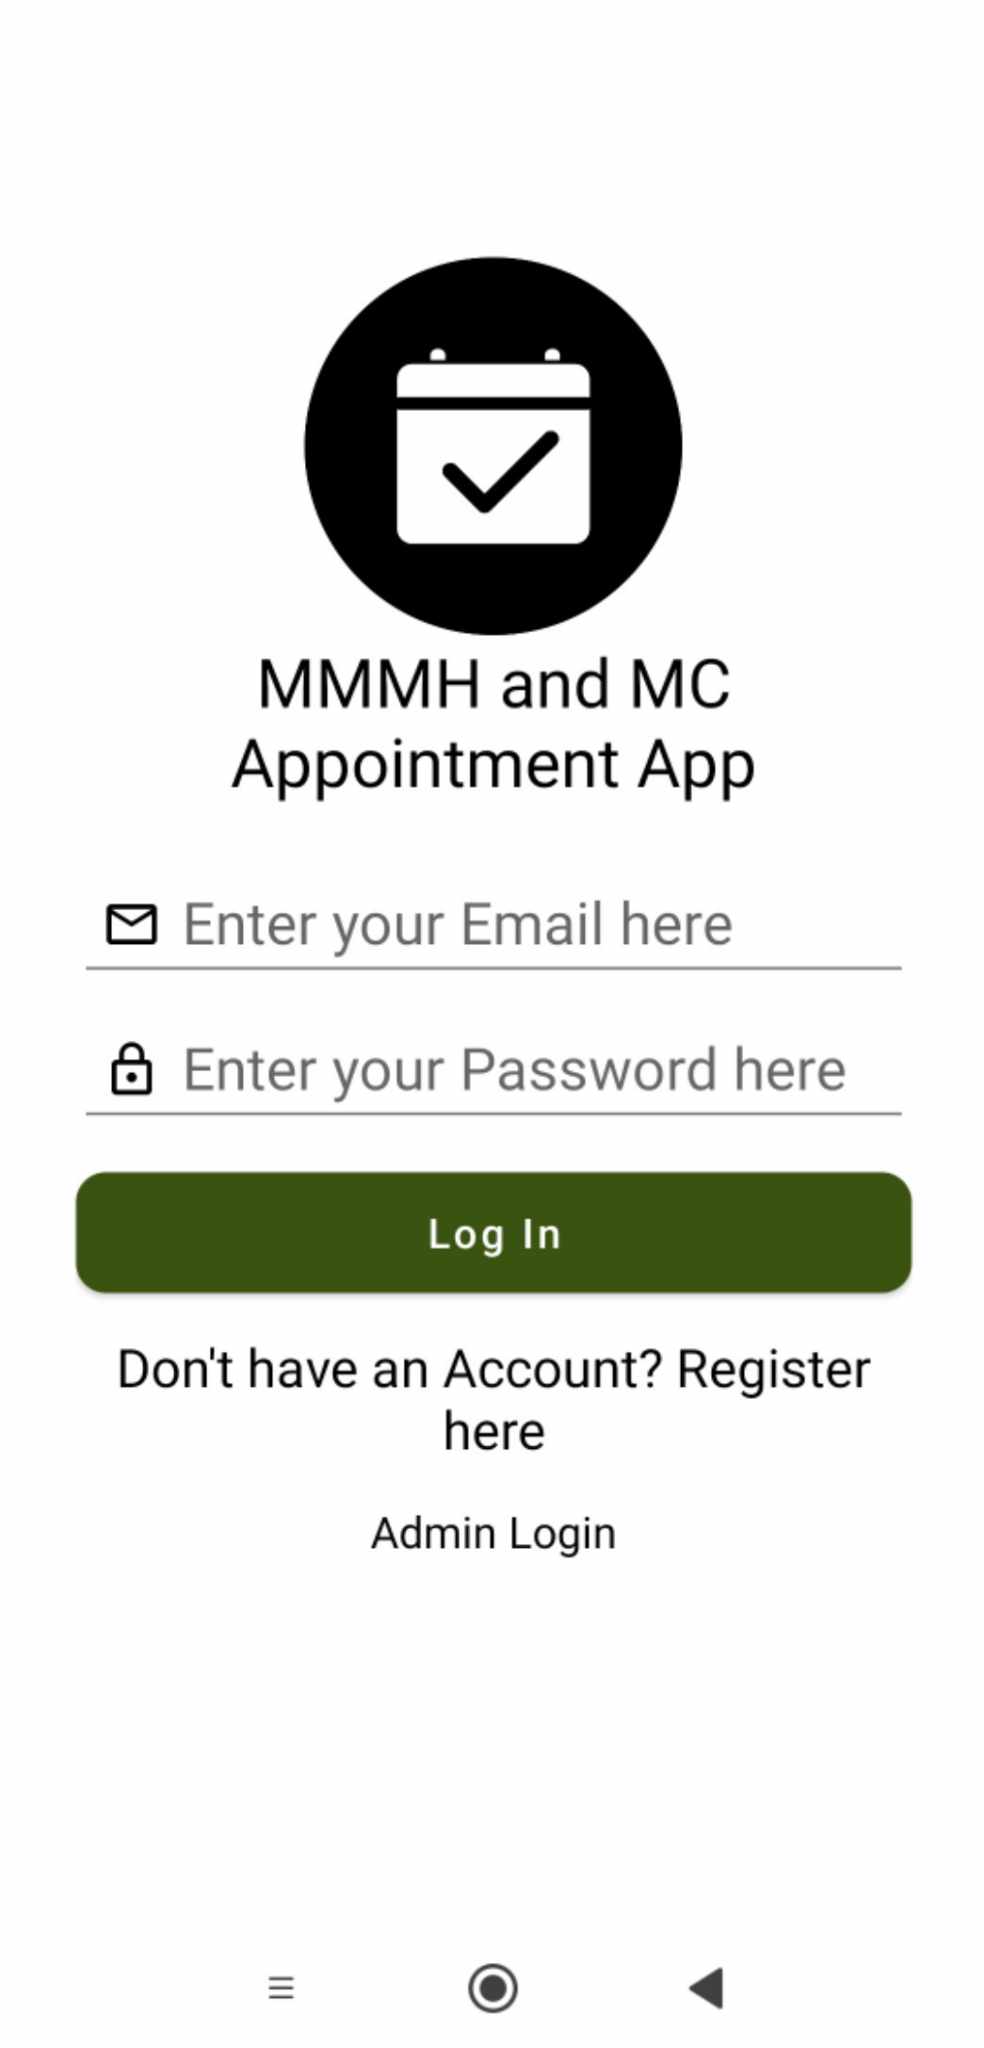 MMMH and MC
Appointment App
Enter your Email here
Enter your Password here
Log In
Don't have an Account? Register
here
Admin Login